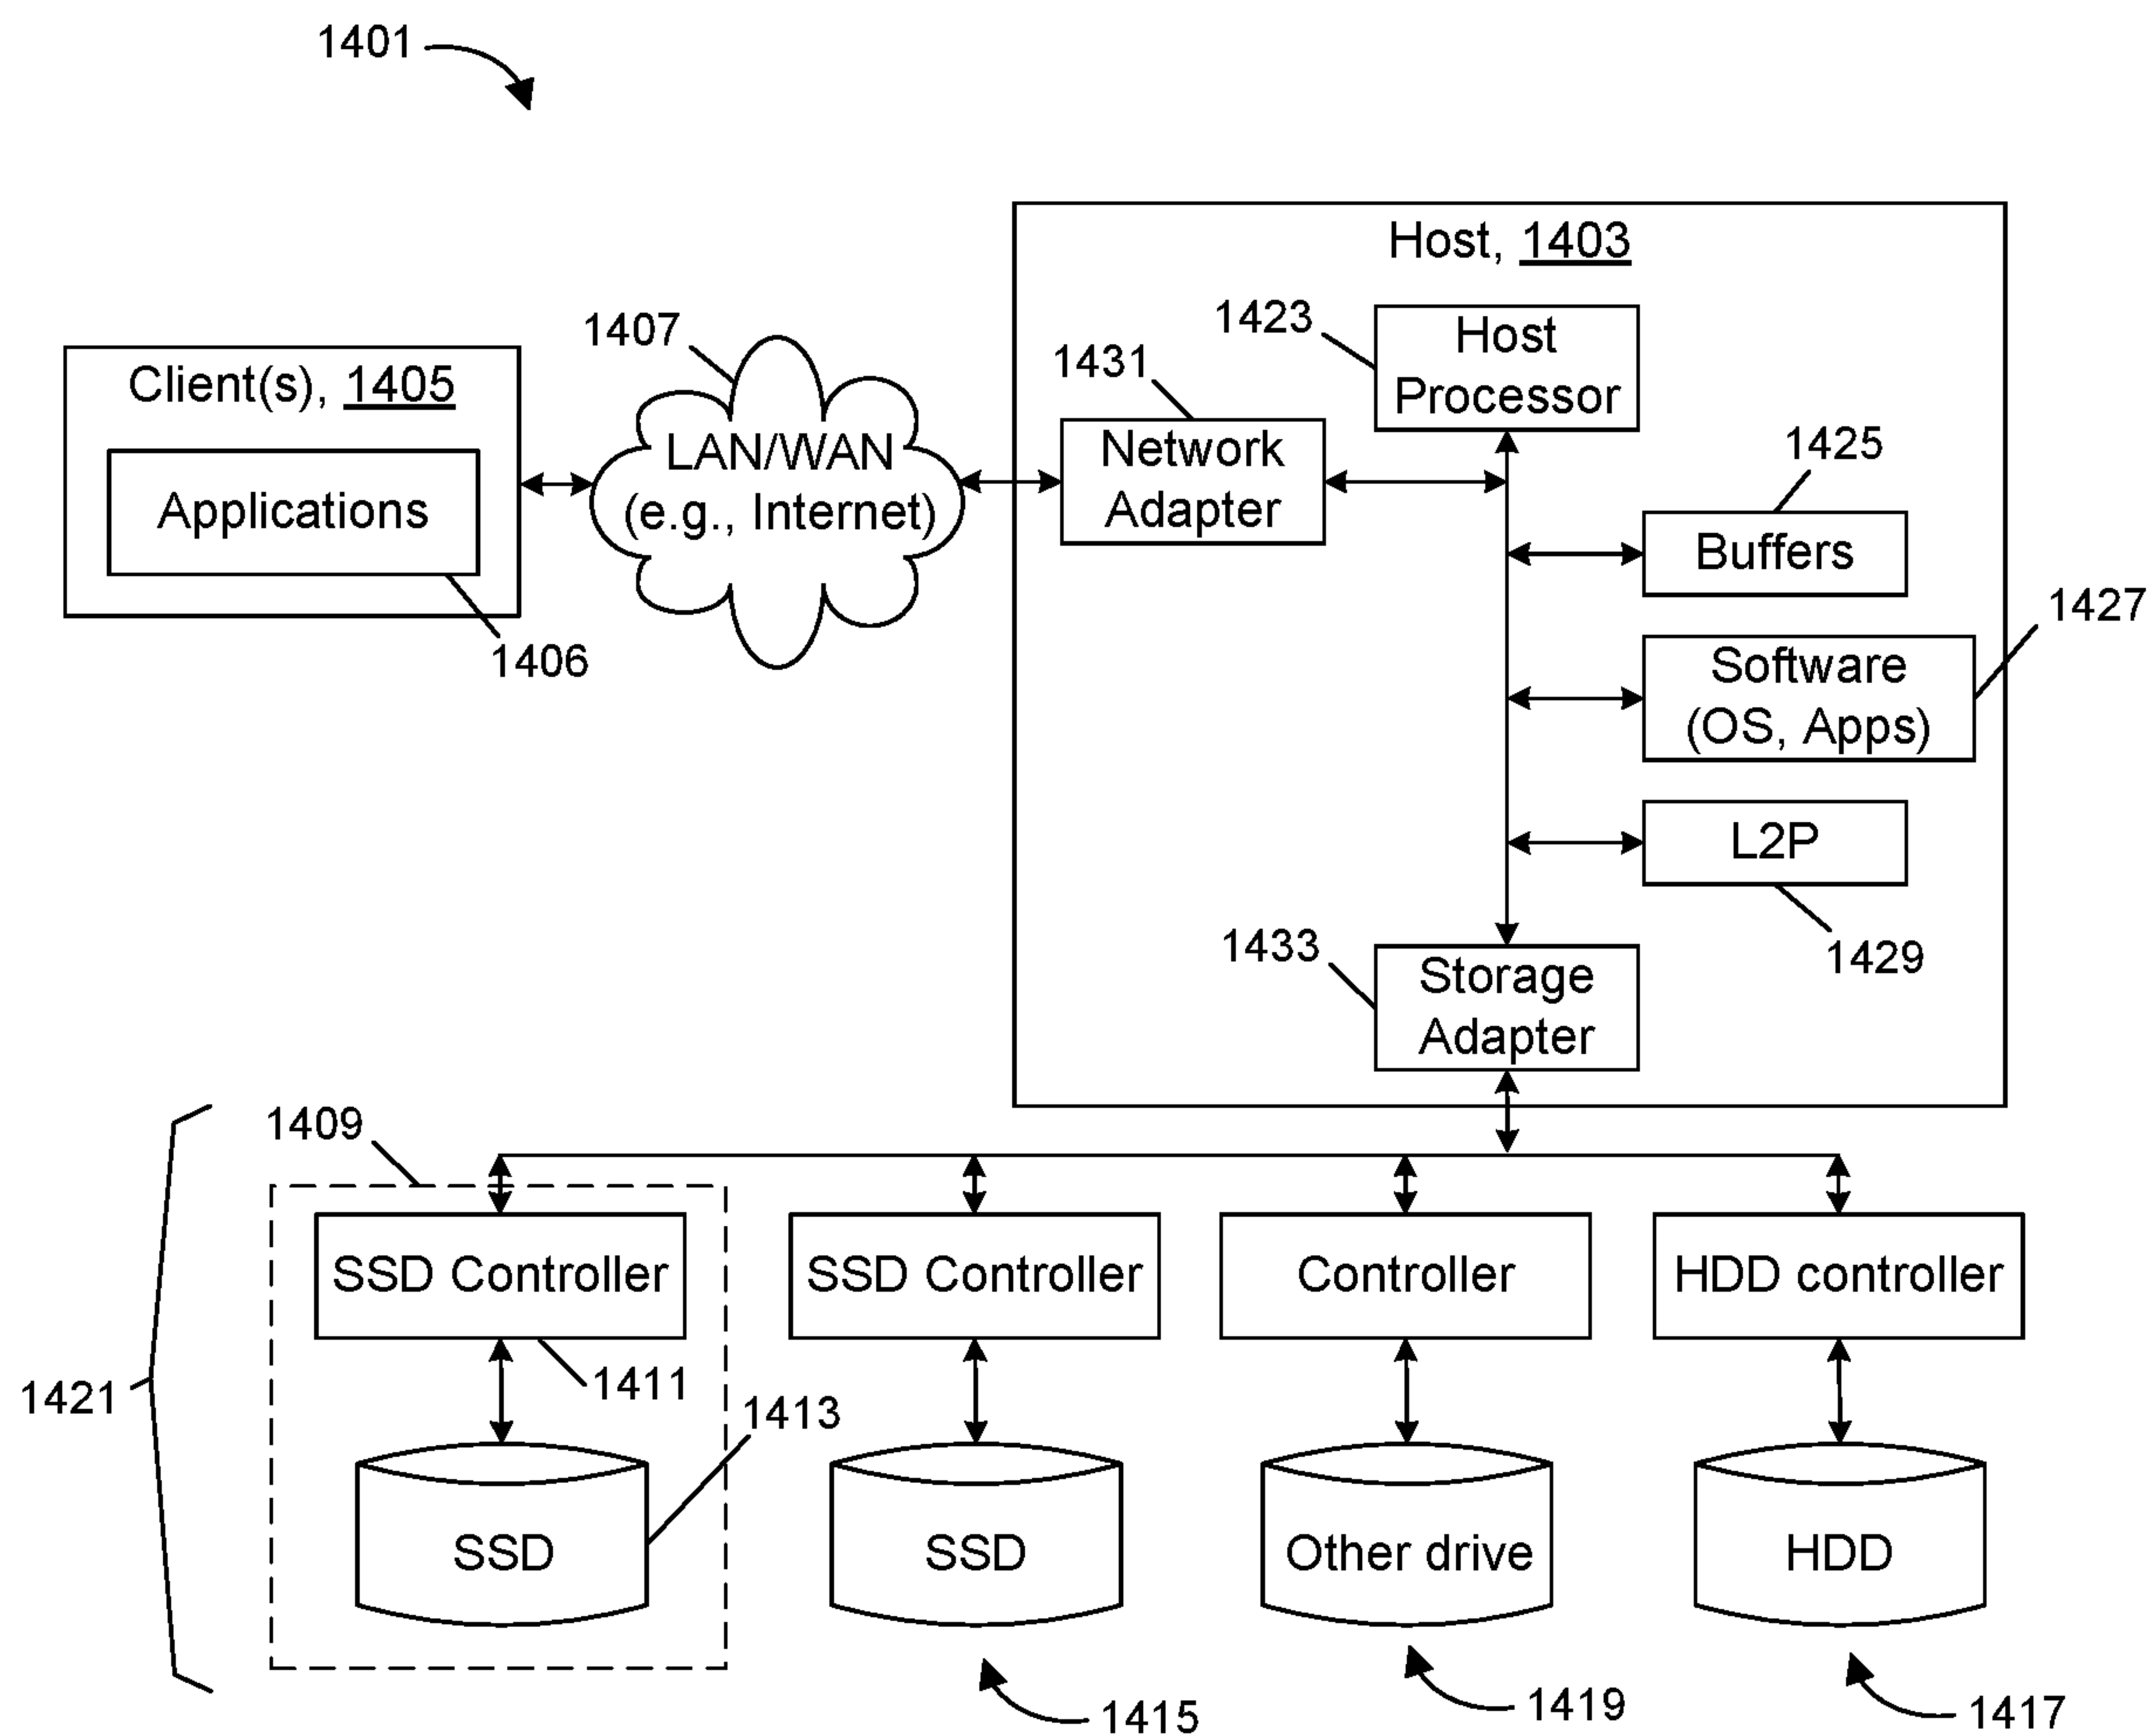 1401
Host, 1403
1423
Host
Processor
1407
1431
Client(s), 1405
Applications
1406
LAN/WAN
(e.g., Internet)
Network
Adapter
1425
Buffers
1427
Software
(OS, Apps)
L2P
1429
1433
Storage
Adapter
1421
1409
SSD Controller
SSD Controller
Controller
HDD controller
1411
1413
SSD
SSD
Other drive
HDD
1415
1419
1417